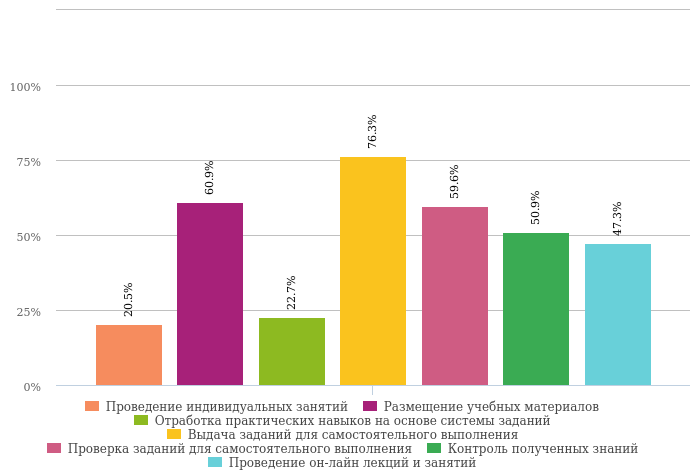 100%
75%
50%
25%
0%
20.5%
60.9%
22.7%
76.3%
59.6%
50.9%
47.3%
Проведение индивидуальных занятий
Размещение учебных материалов
Отработка практических навыков на основе системы заданий
Выдача заданий для самостоятельного выполнения
Проверка заданий для самостоятельного выполнения
Контроль полученных знаний
Проведение он-лайн лекций и занятий